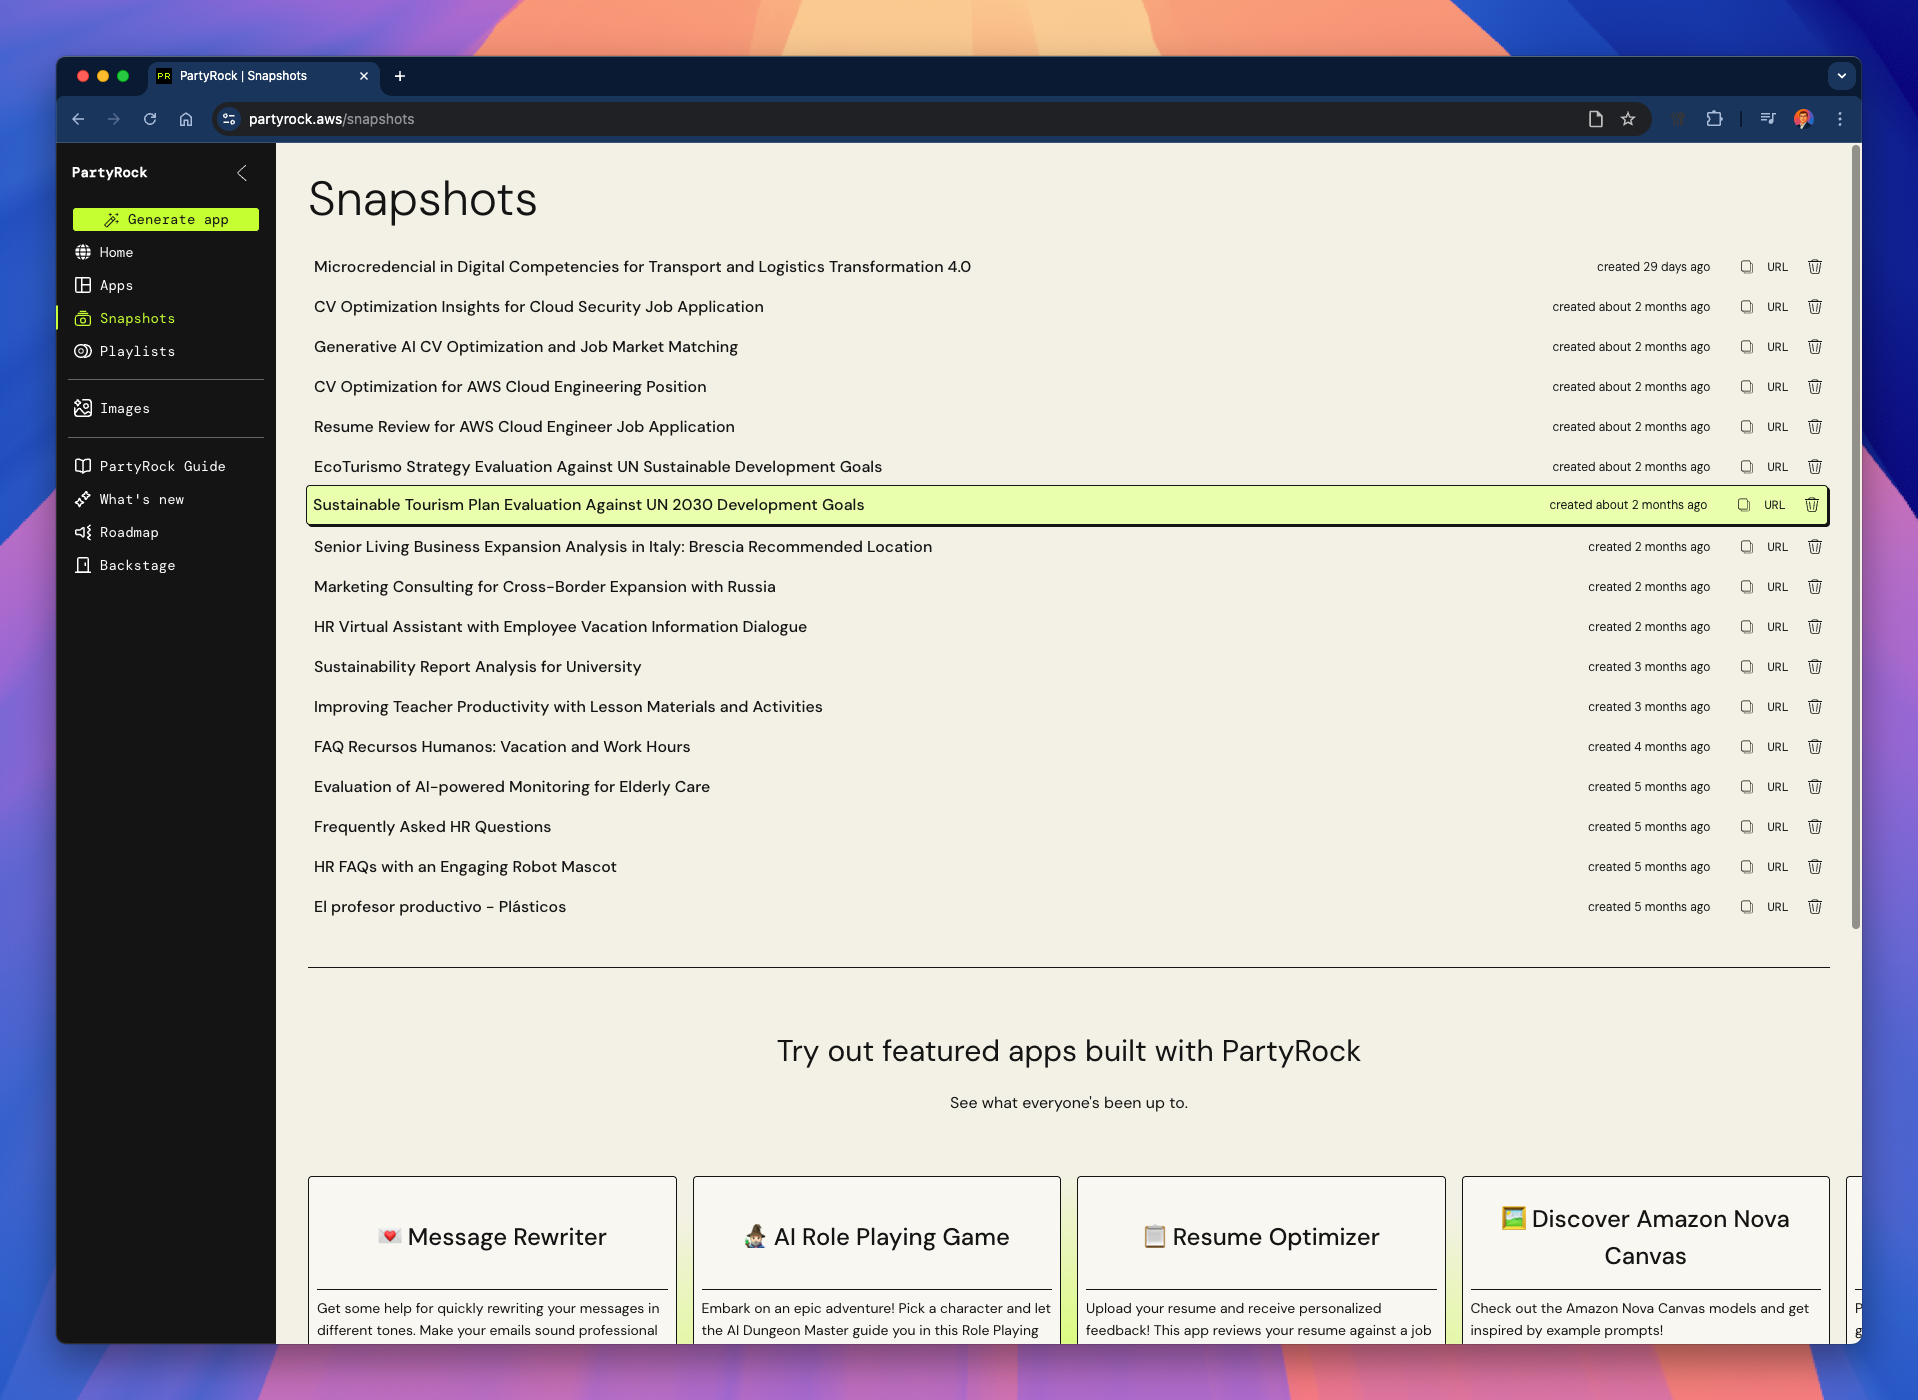 PR PartyRock | Snapshots
partyrock.aws/snapshots
PartyRock
Generate app
Home
Apps
Snapshots
Playlists
Images
PartyRock Guide
What's new
Roadmap
Backstage
Snapshots
Microcredencial in Digital Competencies for Transport and Logistics Transformation 4.0 created 29 days ago URL
CV Optimization Insights for Cloud Security Job Application created about 2 months ago URL
Generative AI CV Optimization and Job Market Matching created about 2 months ago URL
CV Optimization for AWS Cloud Engineering Position created about 2 months ago URL
Resume Review for AWS Cloud Engineer Job Application created about 2 months ago URL
EcoTurismo Strategy Evaluation Against UN Sustainable Development Goals created about 2 months ago URL
Sustainable Tourism Plan Evaluation Against UN 2030 Development Goals created about 2 months ago URL
Senior Living Business Expansion Analysis in Italy: Brescia Recommended Location created 2 months ago URL
Marketing Consulting for Cross-Border Expansion with Russia created 2 months ago URL
HR Virtual Assistant with Employee Vacation Information Dialogue created 2 months ago URL
Sustainability Report Analysis for University created 3 months ago URL
Improving Teacher Productivity with Lesson Materials and Activities created 3 months ago URL
FAQ Recursos Humanos: Vacation and Work Hours created 4 months ago URL
Evaluation of AI-powered Monitoring for Elderly Care created 5 months ago URL
Frequently Asked HR Questions created 5 months ago URL
HR FAQs with an Engaging Robot Mascot created 5 months ago URL
El profesor productivo - Plásticos created 5 months ago URL
Try out featured apps built with PartyRock
See what everyone's been up to.
Message Rewriter
Get some help for quickly rewriting your messages in
different tones. Make your emails sound professional
AI Role Playing Game
Embark on an epic adventure! Pick a character and let
the AI Dungeon Master guide you in this Role Playing
Resume Optimizer
Upload your resume and receive personalized
feedback! This app reviews your resume against a job
Discover Amazon Nova
Canvas
Check out the Amazon Nova Canvas models and get
inspired by example prompts!